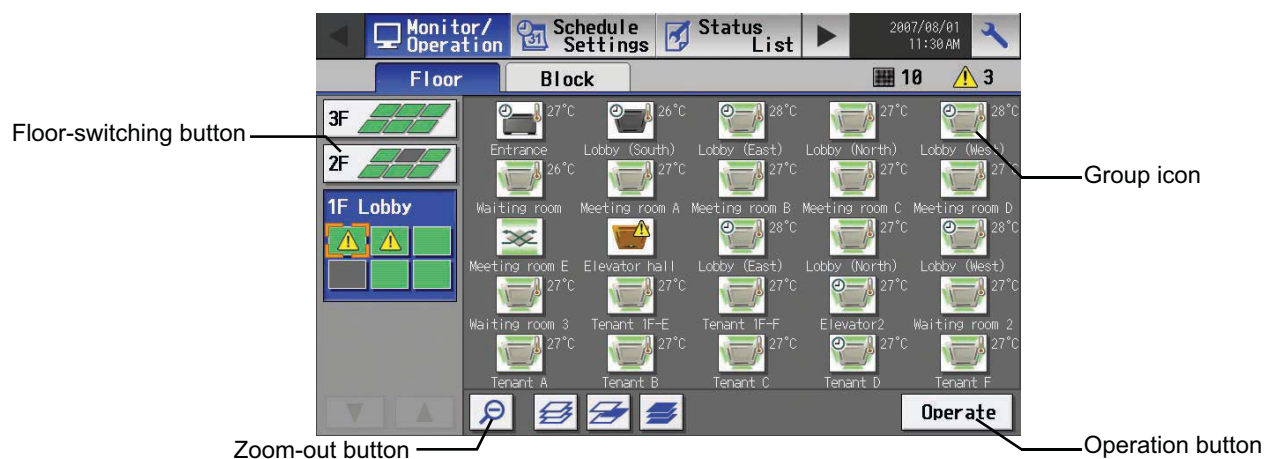 Monitor/ Operation
Schedule Settings
Status List
2007/08/01
11:30 AM
31
Floor
Block
10
3
3F
2F
1F Lobby
27°C 26°C 28°C 27°C 28°C
Entrance Lobby (South) Lobby (East) Lobby (North) Lobby (West)
26°C 27°C 27°C 27°C 27°
Waiting room Meeting room A Meeting room B Meeting room C Meeting room D
28°C 27°C 28°C
Meeting room E Elevator hall Lobby (East) Lobby (North) Lobby (West)
27°C 27°C 27°C 27°C 27°C
Waiting room 3 Tenant 1F-E Tenant 1F-F Elevator2 Waiting room 2
27°C 27°C 27°C 27°C 27°C
Tenant A Tenant B Tenant C Tenant D Tenant F
Operate
Floor-switching button
Group icon
Zoom-out button
Operation button